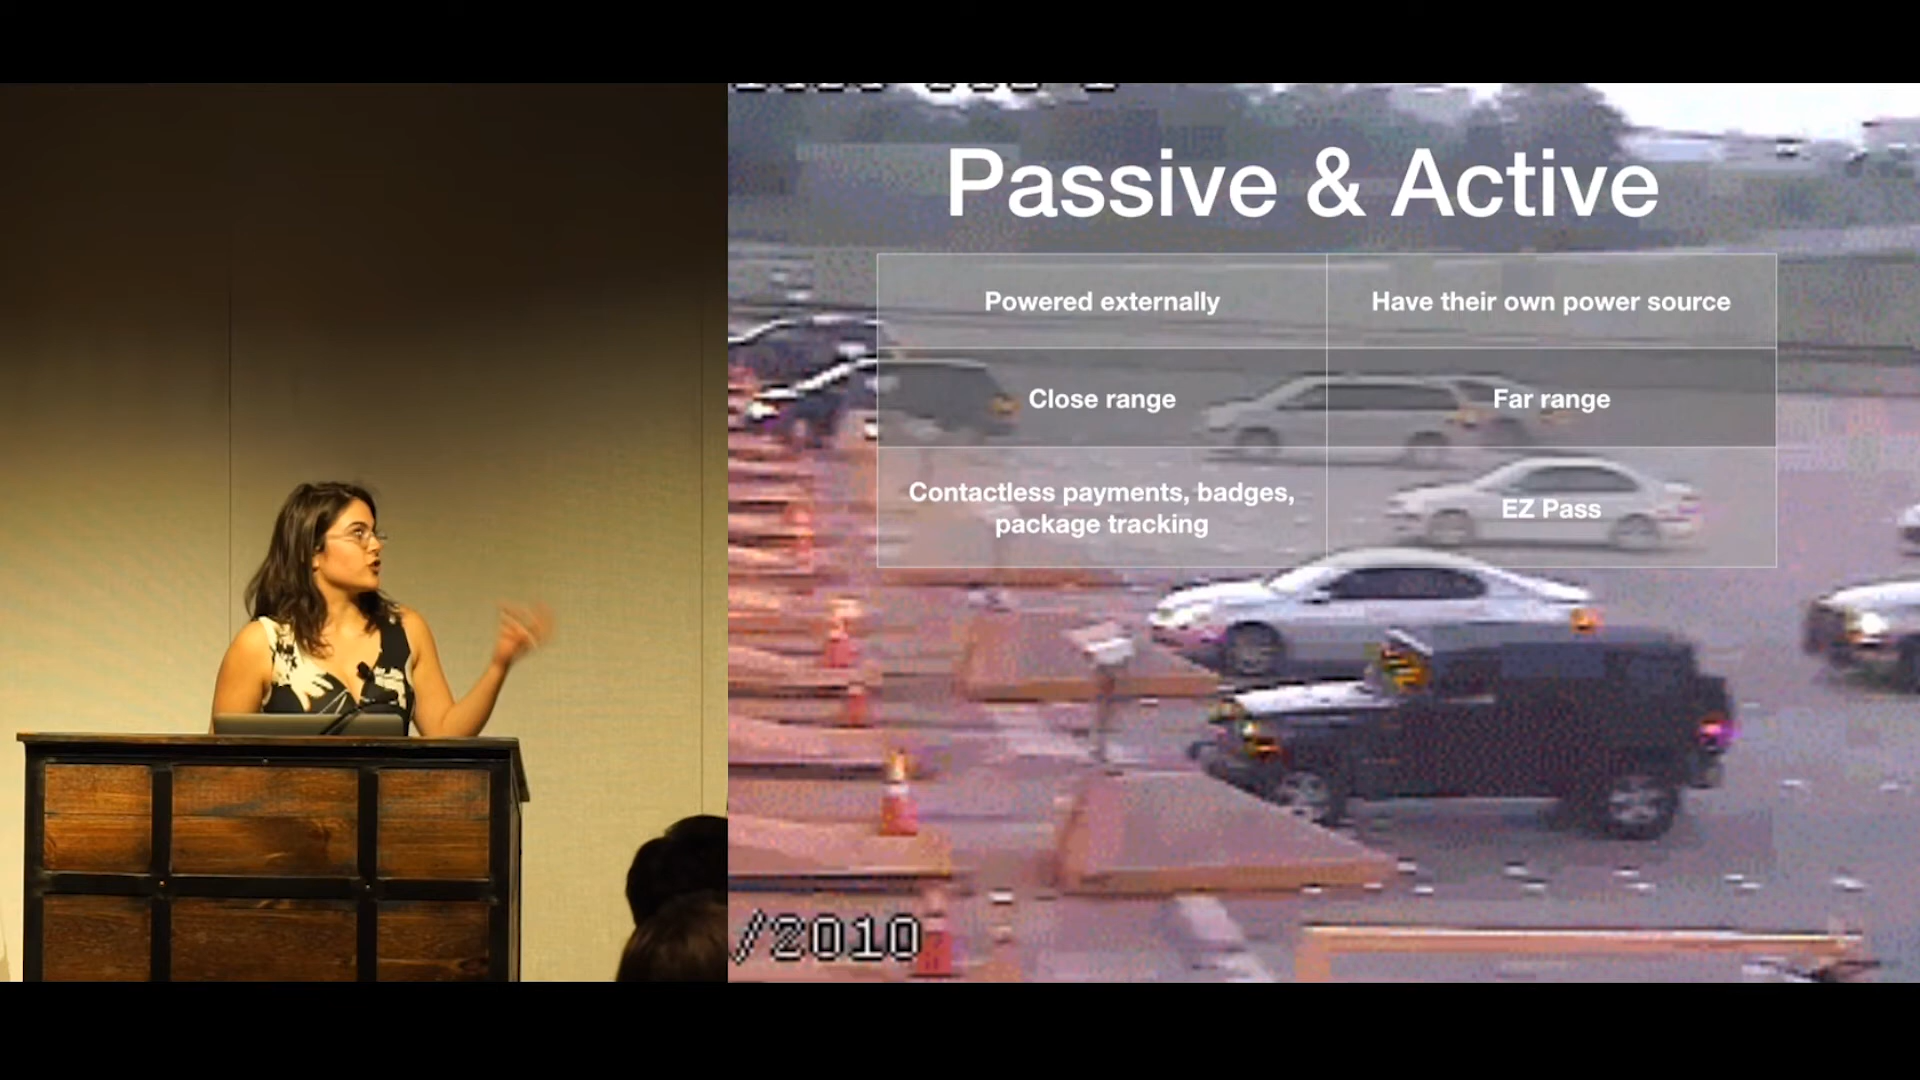 Passive & Active
Powered externally
Have their own power source
Close range
Far range
Contactless payments, badges,
package tracking
EZ Pass
/2010